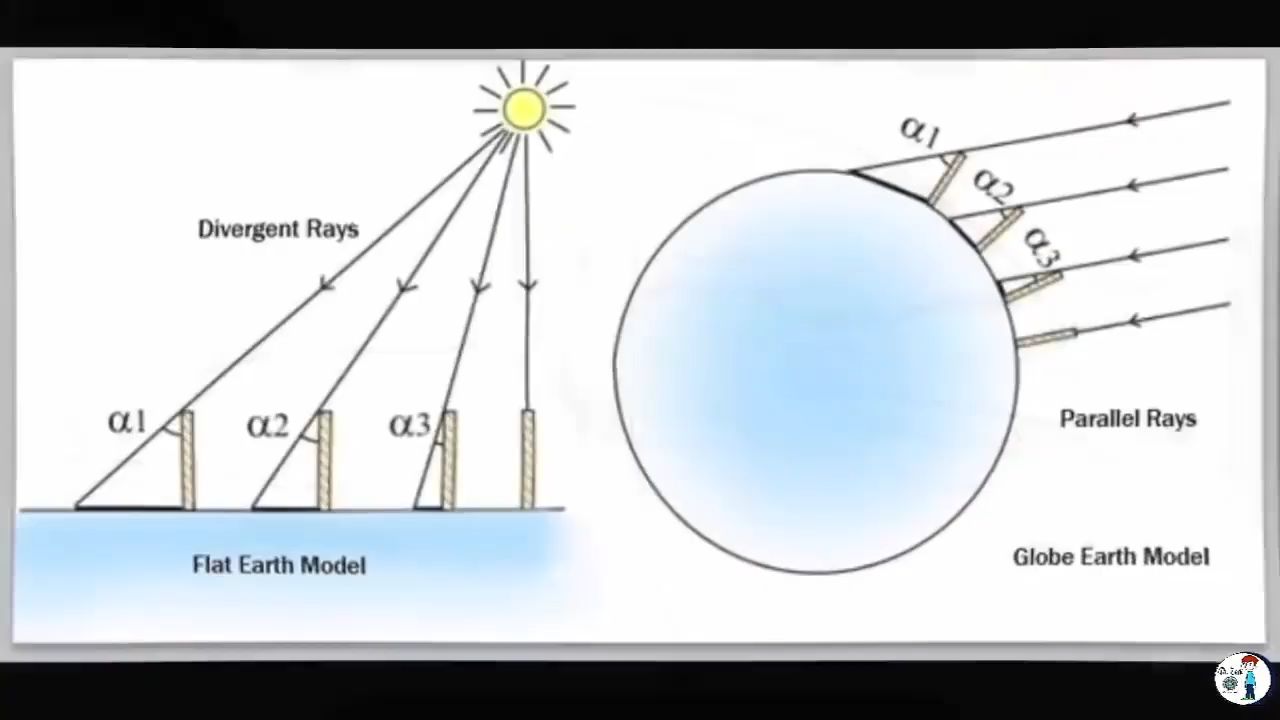 Divergent Rays
α1
α2
α3
Flat Earth Model
α1
α2
α3
Parallel Rays
Globe Earth Model